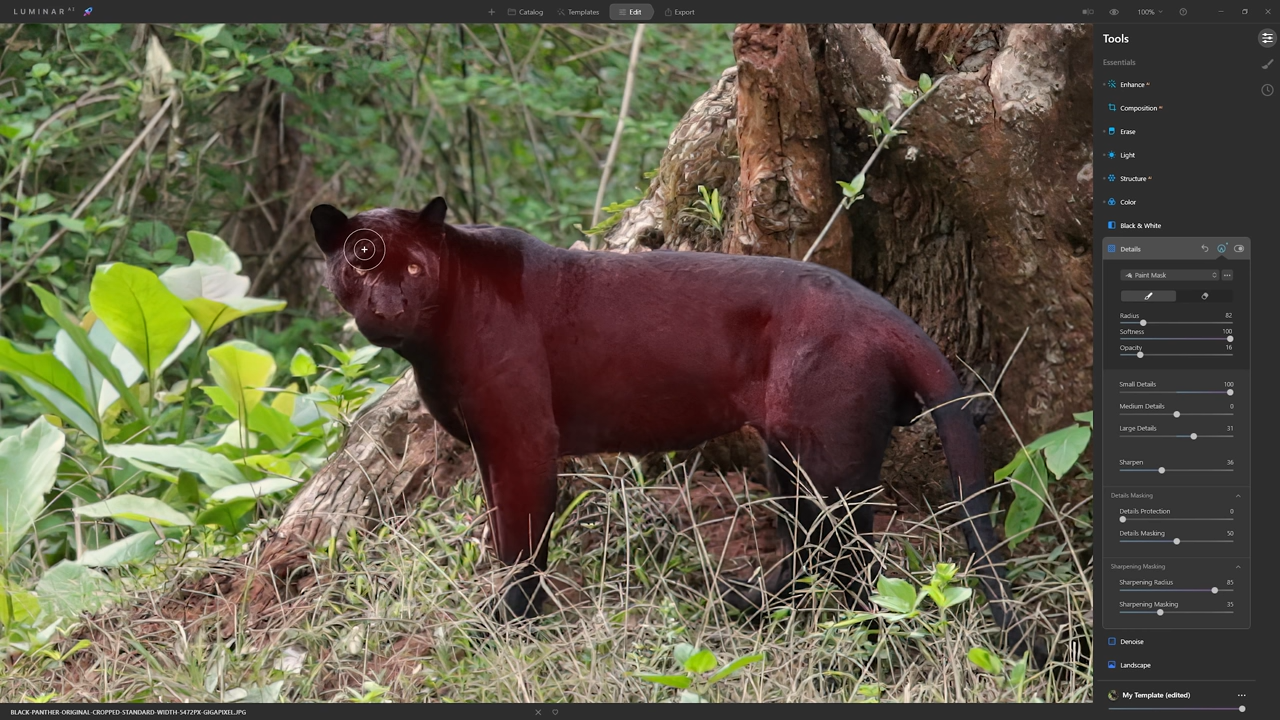 LUMINAR AI
Catalog
Templates
Edit
Export
100%
Tools
Essentials
Enhance AI
Composition AI
Erase
Light
Structure AI
Color
Black & White
Details
Paint Mask
Radius 82
Softness 100
Opacity 16
Small Details 100
Medium Details 0
Large Details 31
Sharpen 36
Details Masking
Details Protection 0
Details Masking 50
Sharpening Masking
Sharpening Radius 85
Sharpening Masking 35
Denoise
Landscape
My Template (edited)
BLACK-PANTHER-ORIGINAL-CROPPED-STANDARD-WIDTH-5472PX-GIGAPIXEL.JPG